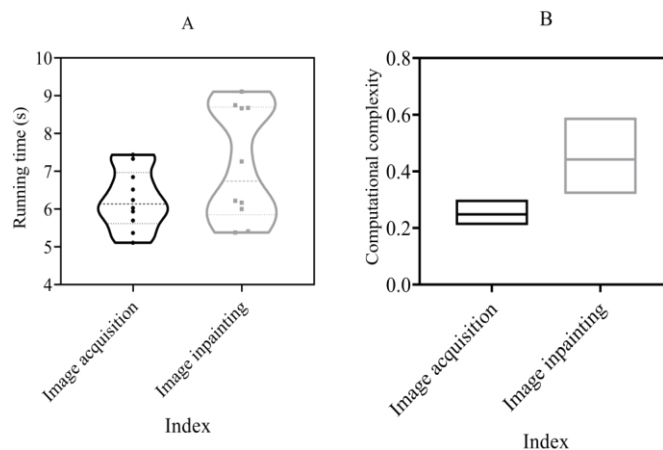 A
Running time (s)
10
9
8
7
6
5
4
Image acquisition
Image inpainting
Index
B
Computational complexity
0.8
0.6
0.4
0.2
0.0
Image acquisition
Image inpainting
Index